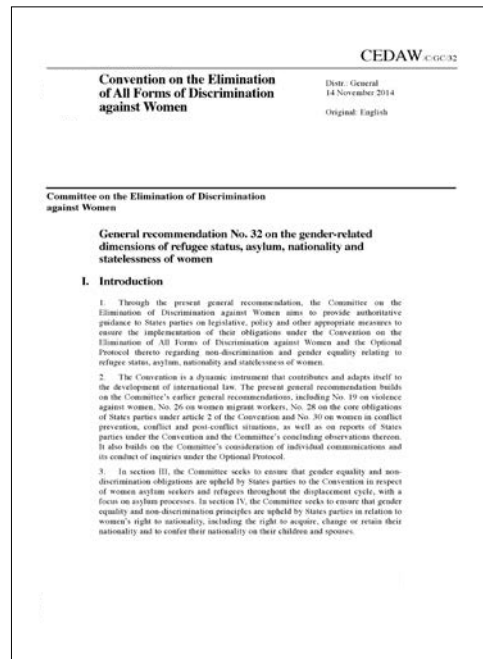 CEDAW/C/GC/32
Convention on the Elimination
of All Forms of Discrimination
against Women
Distr.: General
14 November 2014
Original: English
Committee on the Elimination of Discrimination
against Women
General recommendation No. 32 on the gender-related
dimensions of refugee status, asylum, nationality and
statelessness of women
I. Introduction
1. Through the present general recommendation, the Committee on the
Elimination of Discrimination against Women aims to provide authoritative
guidance to States parties on legislative, policy and other appropriate measures to
ensure the implementation of their obligations under the Convention on the
Elimination of All Forms of Discrimination against Women and the Optional
Protocol thereto regarding non-discrimination and gender equality relating to
refugee status, asylum, nationality and statelessness of women.
2. The Convention is a dynamic instrument that contributes and adapts itself to
the development of international law. The present general recommendation builds
on the Committee's earlier general recommendations, including No. 19 on violence
against women, No. 26 on women migrant workers, No. 28 on the core obligations
of States parties under article 2 of the Convention and No. 30 on women in conflict
prevention, conflict and post-conflict situations, as well as on reports of States
parties under the Convention and the Committee's concluding observations thereon.
It also builds on the Committee's consideration of individual communications and
its conduct of inquiries under the Optional Protocol.
3. In section III, the Committee seeks to ensure that gender equality and non-
discrimination obligations are upheld by States parties to the Convention in respect
of women asylum seekers and refugees throughout the displacement cycle, with a
focus on asylum processes. In section IV, the Committee seeks to ensure that gender
equality and non-discrimination principles are upheld by States parties in relation to
women's right to nationality, including the right to acquire, change or retain their
nationality and to confer their nationality on their children and spouses.